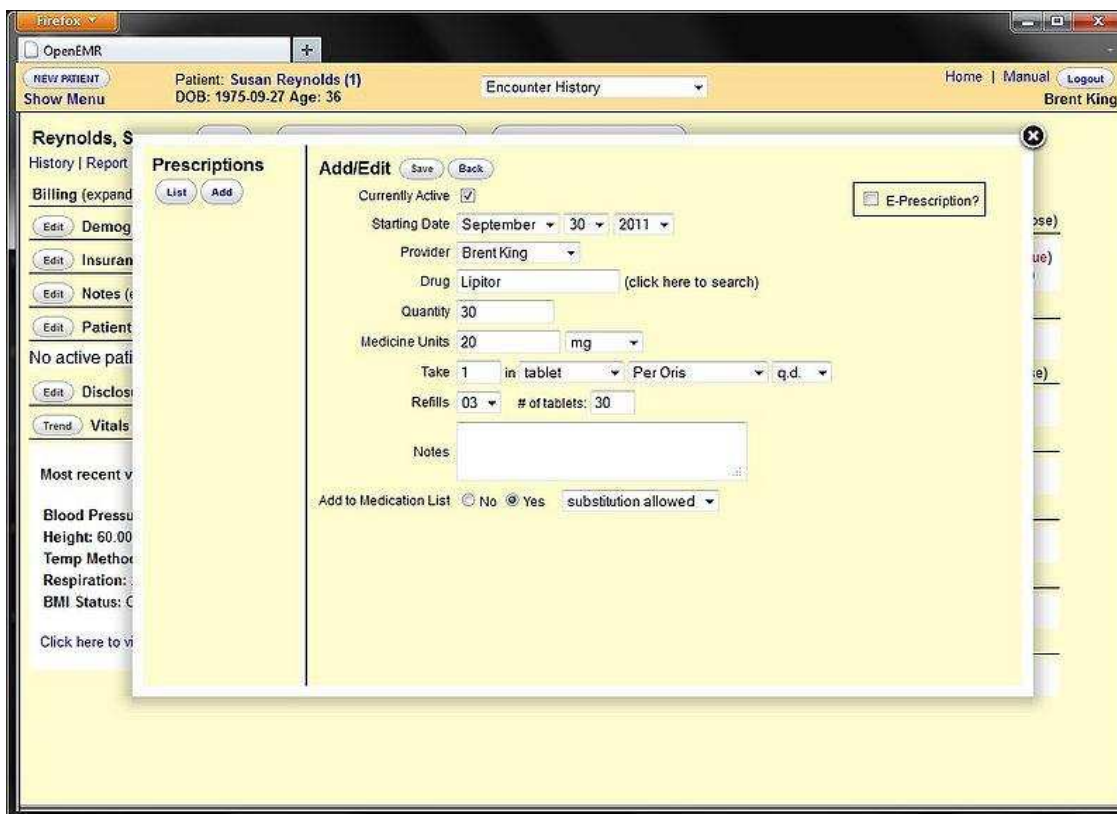 Firefox
OpenEMR
NEW PATIENT Patient: Susan Reynolds (1) Encounter History Home | Manual Logout
Show Menu DOB: 1975-09-27 Age: 36 Brent King
Reynolds, S
History | Report
Billing (expand
Edit Demog
Edit Insuran
Edit Notes (e
Edit Patient
No active pati
Edit Disclos
Trend Vitals
Most recent v
Blood Pressu
Height: 60.00
Temp Method
Respiration:
BMI Status: O
Click here to vi
Prescriptions
List Add
Add/Edit Save Back
Currently Active
E-Prescription?
Starting Date September 30 2011
Provider Brent King
Drug Lipitor (click here to search)
Quantity 30
Medicine Units 20 mg
Take 1 in tablet Per Oris q.d.
Refills 03 # of tablets: 30
Notes
Add to Medication List No Yes substitution allowed
ose)
ue)
se)